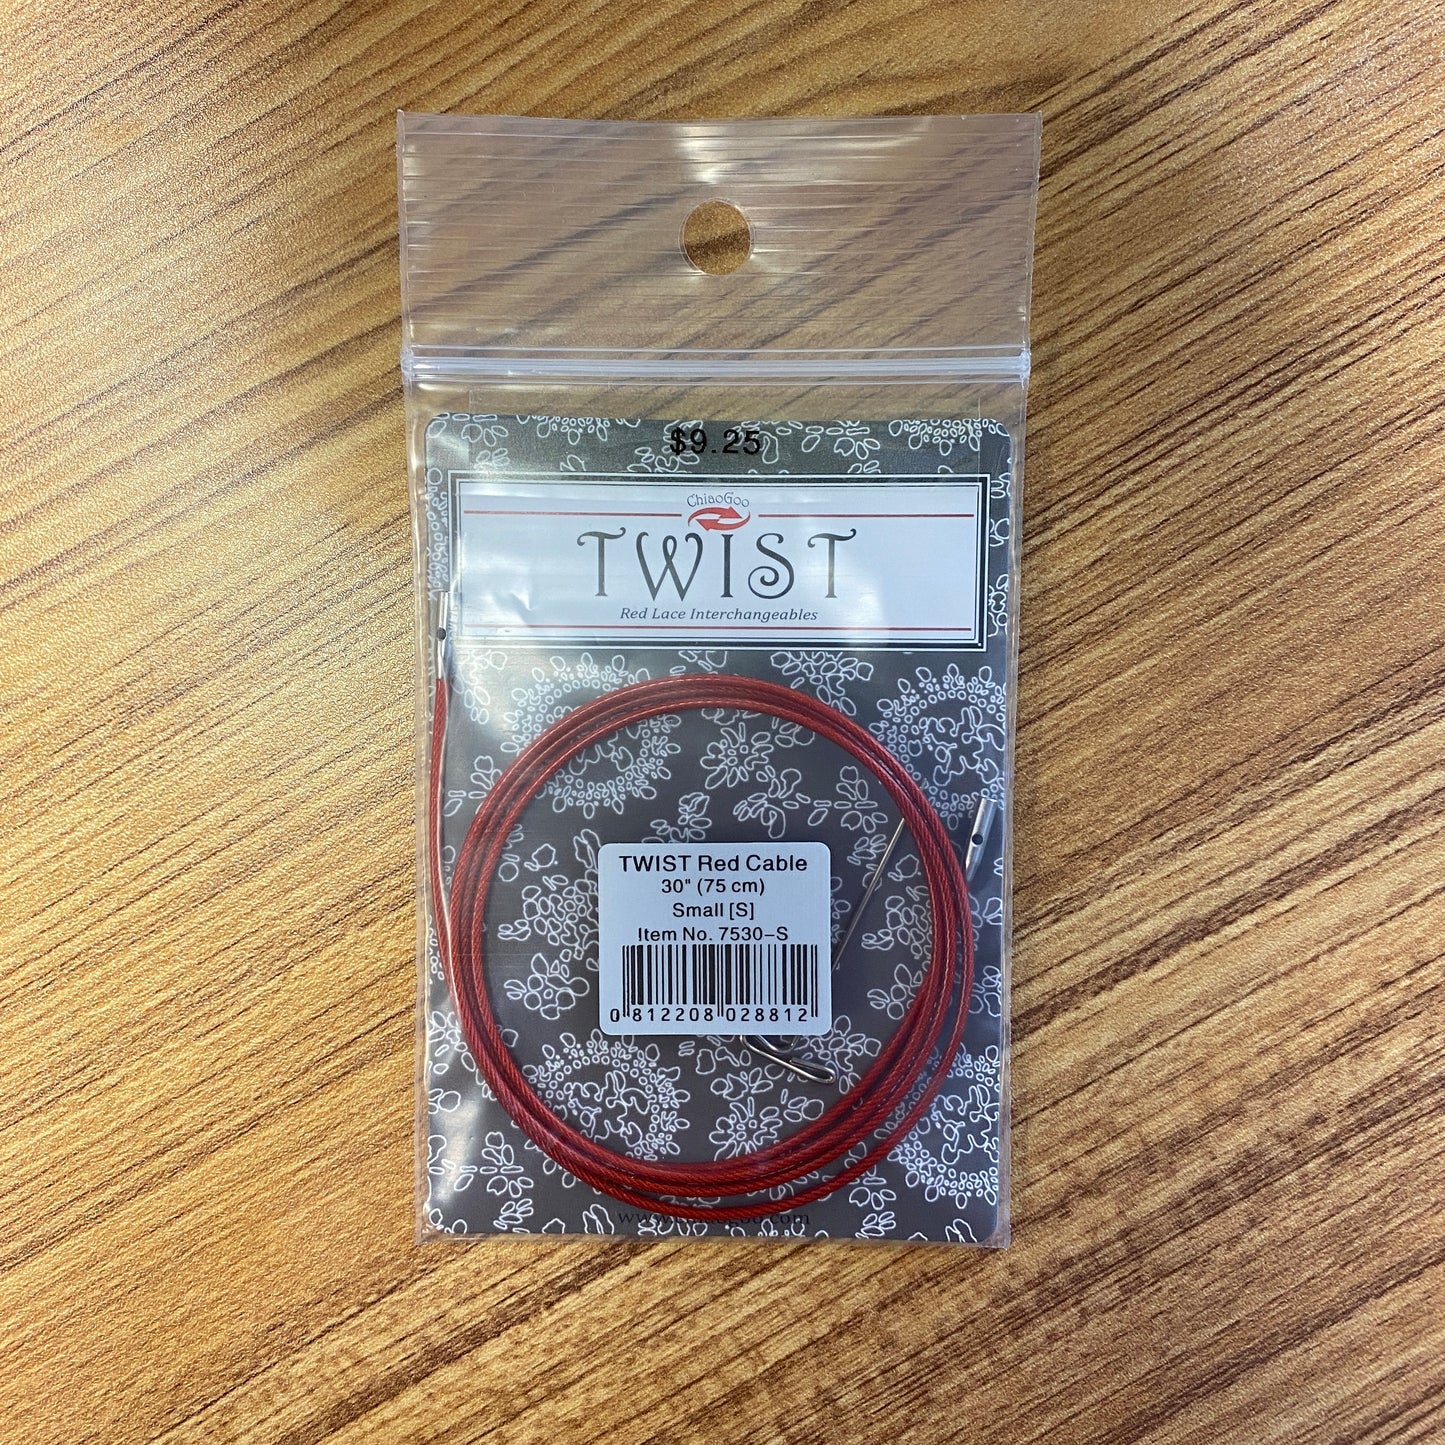 $9.25
ChiaoGoo
TWIST
Red Lace Interchangeables
TWIST Red Cable
30" (75 cm)
Small [S]
Item No. 7530-S
0 812208 028812